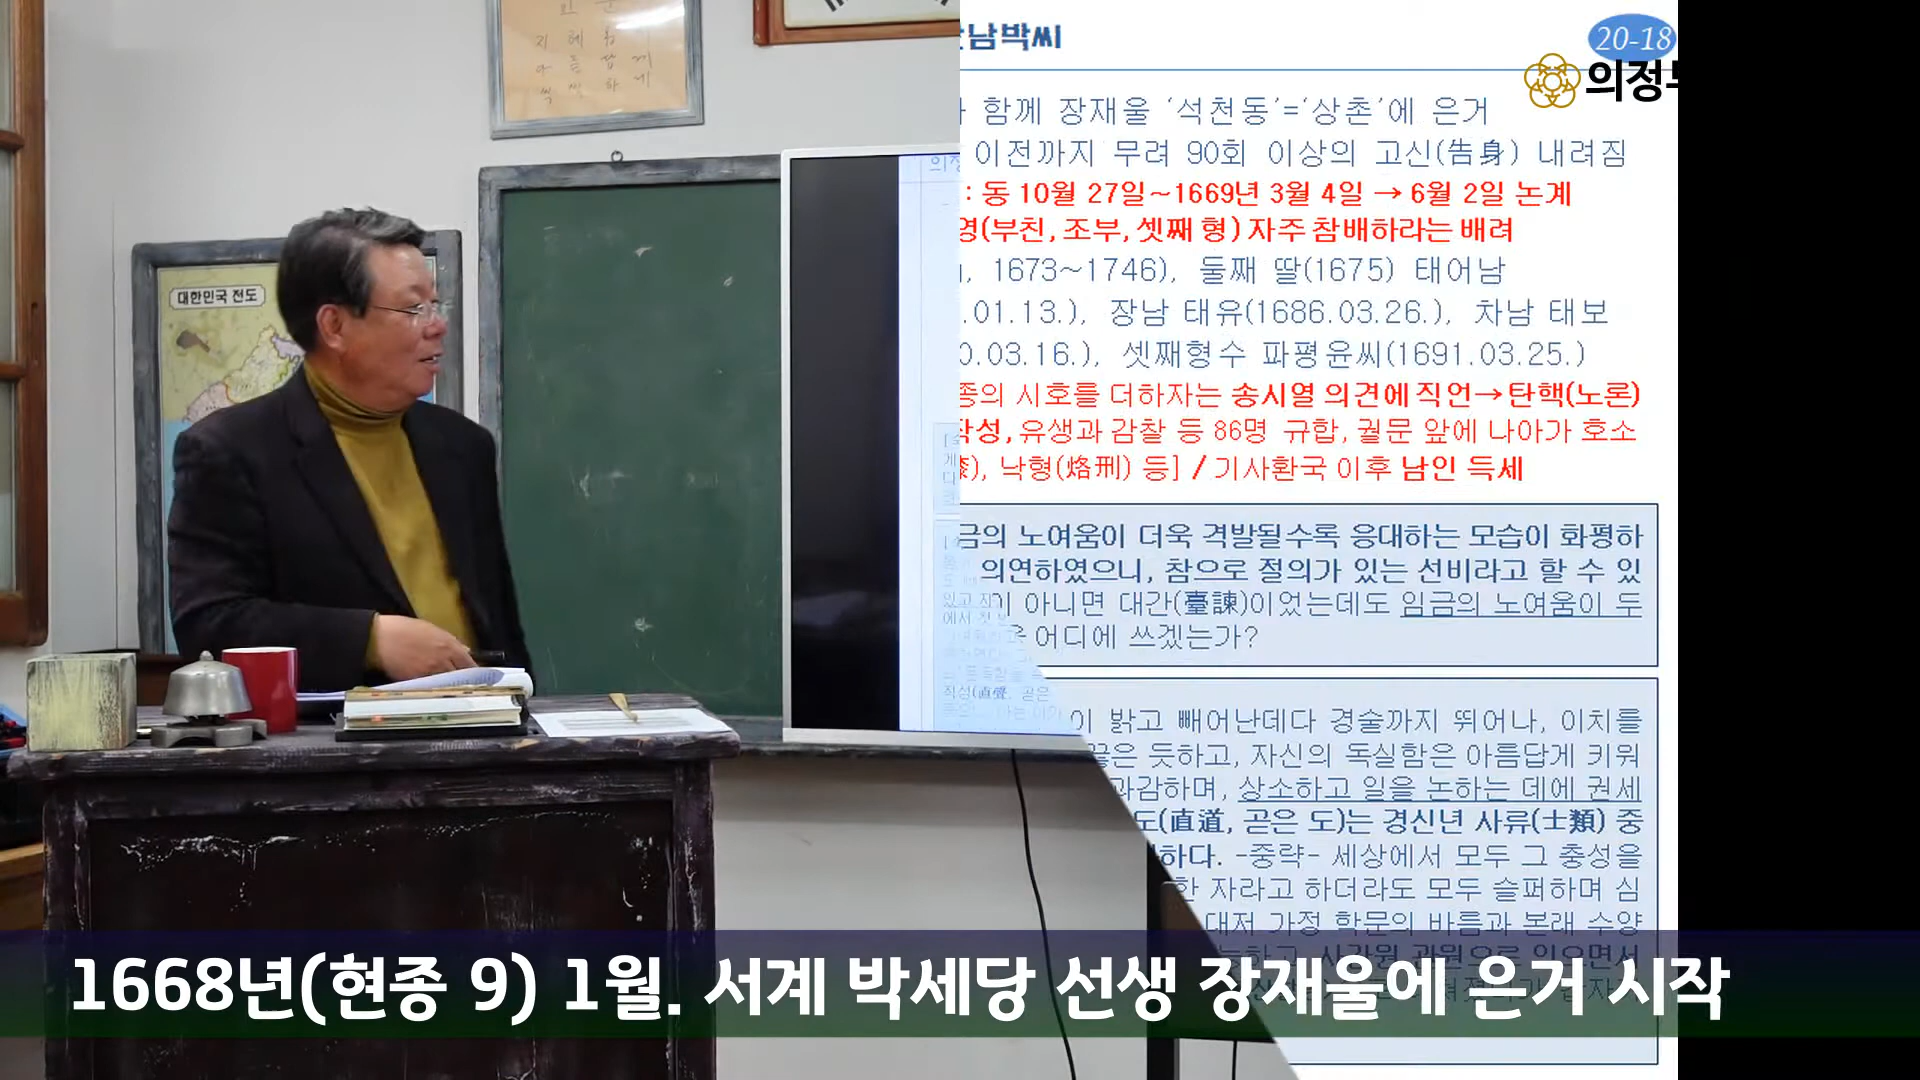 대한민국 전도
남박씨
20-18
의정부
함께 장재울 ‘석천동’=‘상촌’에 은거
이전까지 무려 90회 이상의 고신(告身) 내려짐
: 동 10월 27일~1669년 3월 4일 → 6월 2일 논계
영(부친, 조부, 셋째 형) 자주 참배하라는 배려
, 1673~1746), 둘째 딸(1675) 태어남
.01.13.), 장남 태유(1686.03.26.), 차남 태보
0.03.16.), 셋째형수 파평윤씨(1691.03.25.)
종의 시호를 더하자는 송시열 의견에 직언→탄핵(노론)
작성, 유생과 감찰 등 86명 규합, 궐문 앞에 나아가 호소
), 낙형(烙刑) 등] / 기사환국 이후 남인 득세
금의 노여움이 더욱 격발될수록 응대하는 모습이 화평하
의연하였으니, 참으로 절의가 있는 선비라고 할 수 있
이 아니면 대간(臺諫)이었는데도 임금의 노여움이 두
어디에 쓰겠는가?
이 밝고 빼어난데다 경술까지 뛰어나, 이치를
끊은 듯하고, 자신의 독실함은 아름답게 키워
과감하며, 상소하고 일을 논하는 데에 권세
도(直道, 곧은 도)는 경신년 사류(士類) 중
하다. -중략- 세상에서 모두 그 충성을
한 자라고 하더라도 모두 슬퍼하며 심
대저 가정 학문의 바름과 본래 수양
1668년(현종 9) 1월. 서계 박세당 선생 장재울에 은거 시작